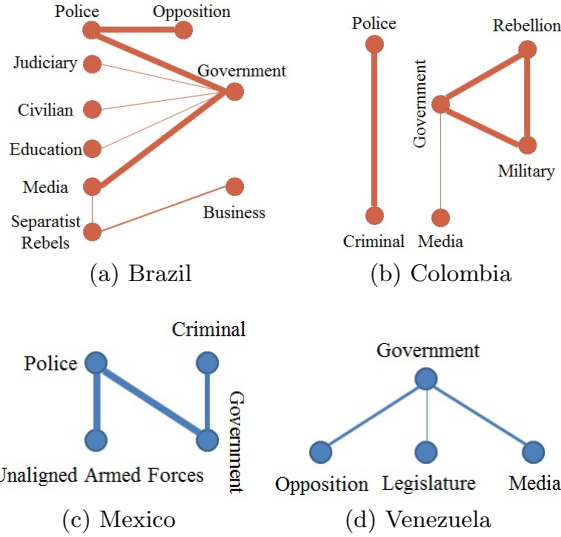 Police
Opposition
Judiciary
Government
Civilian
Education
Media
Business
Separatist
Rebels
(a) Brazil
Police
Rebellion
Government
Military
Criminal
Media
(b) Colombia
Criminal
Police
Government
Unaligned Armed Forces
(c) Mexico
Government
Opposition
Legislature
Media
(d) Venezuela